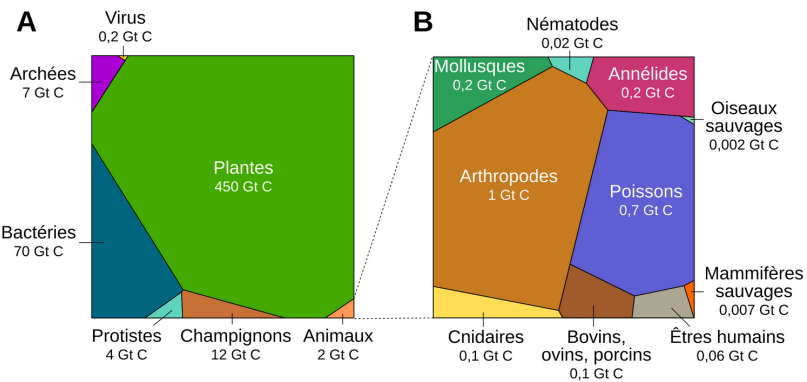 A
Virus
0,2 Gt C
Archées
7 Gt C
Plantes
450 Gt C
Bactéries
70 Gt C
Protistes
4 Gt C
Champignons
12 Gt C
Animaux
2 Gt C
B
Nématodes
0,02 Gt C
Mollusques
0,2 Gt C
Annélides
0,2 Gt C
Oiseaux
sauvages
0,002 Gt C
Arthropodes
1 Gt C
Poissons
0,7 Gt C
Mammifères
sauvages
0,007 Gt C
Cnidaires
0,1 Gt C
Bovins,
ovins, porcins
0,1 Gt C
Êtres humains
0,06 Gt C